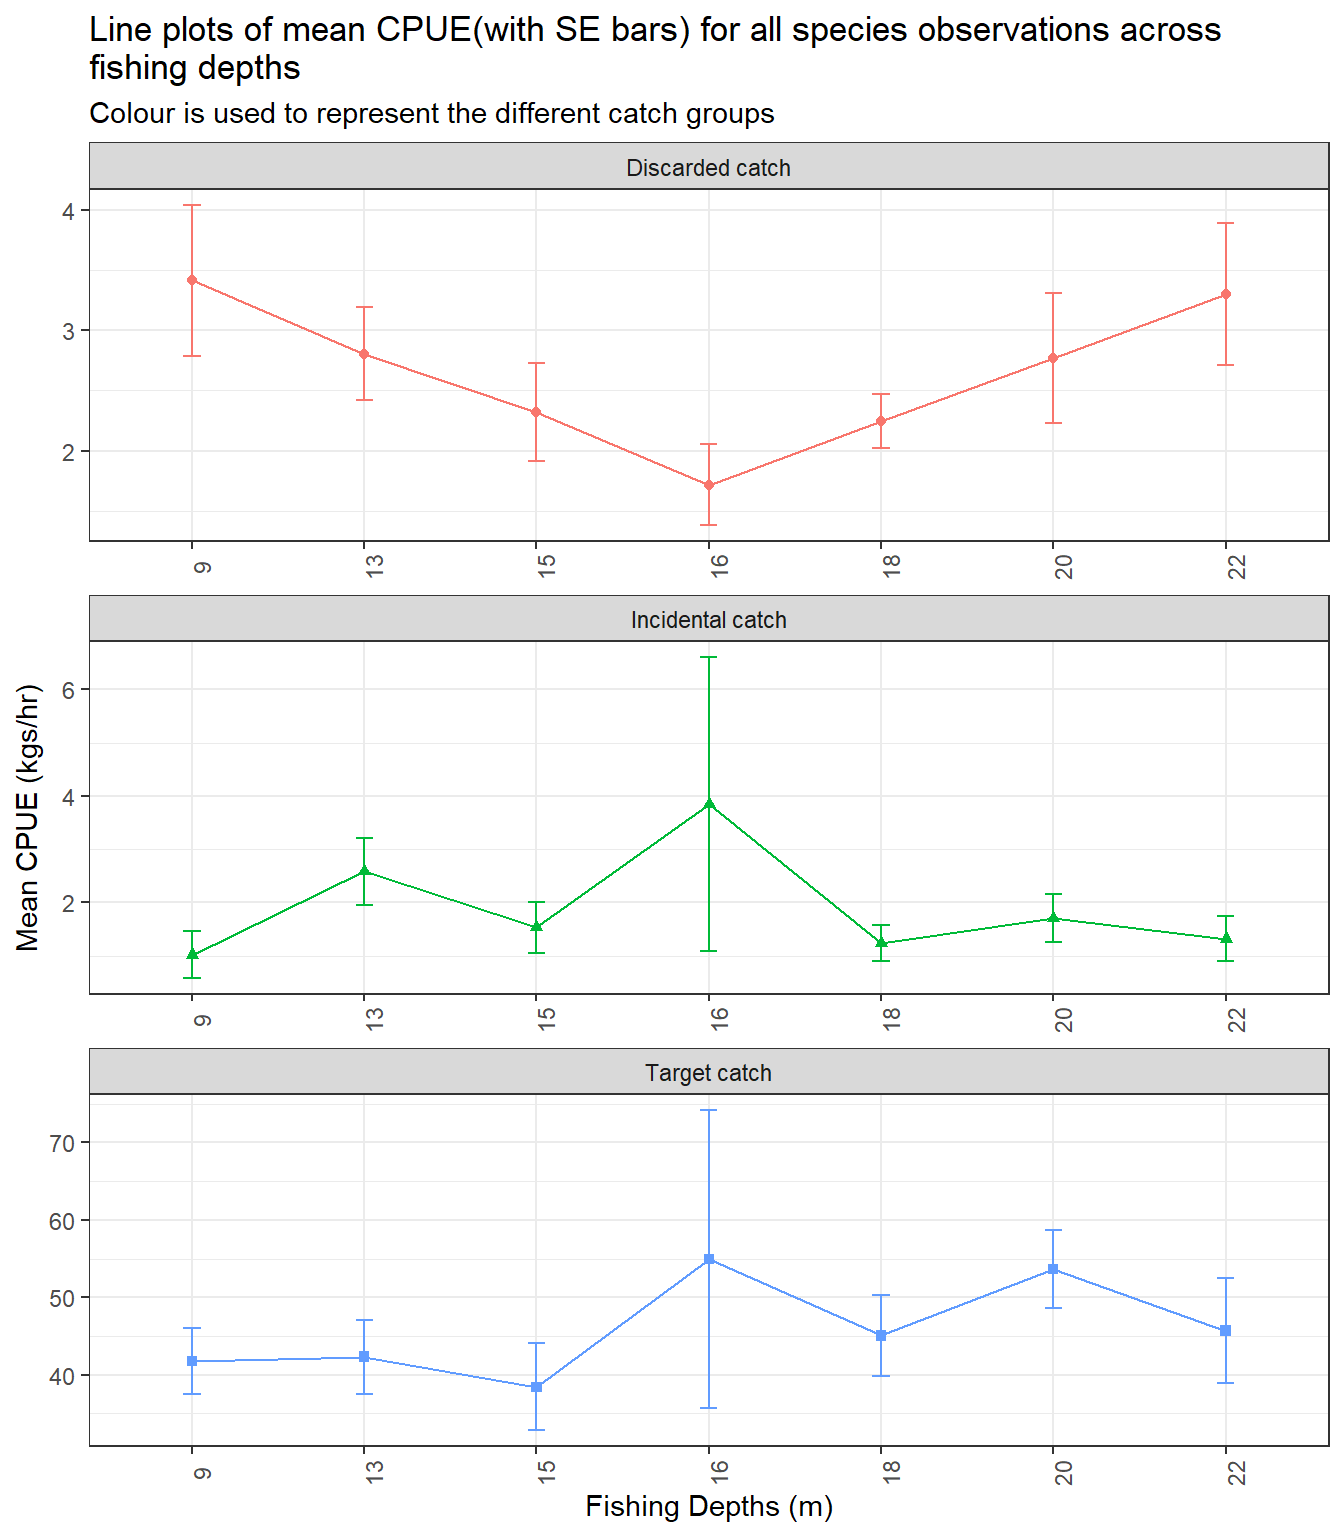 Line plots of mean CPUE(with SE bars) for all species observations across
fishing depths
Colour is used to represent the different catch groups
Discarded catch
4
3
2
9 13 15 16 18 20 22
Incidental catch
Mean CPUE (kgs/hr)
6
4
2
9 13 15 16 18 20 22
Target catch
70
60
50
40
9 13 15 16 18 20 22
Fishing Depths (m)